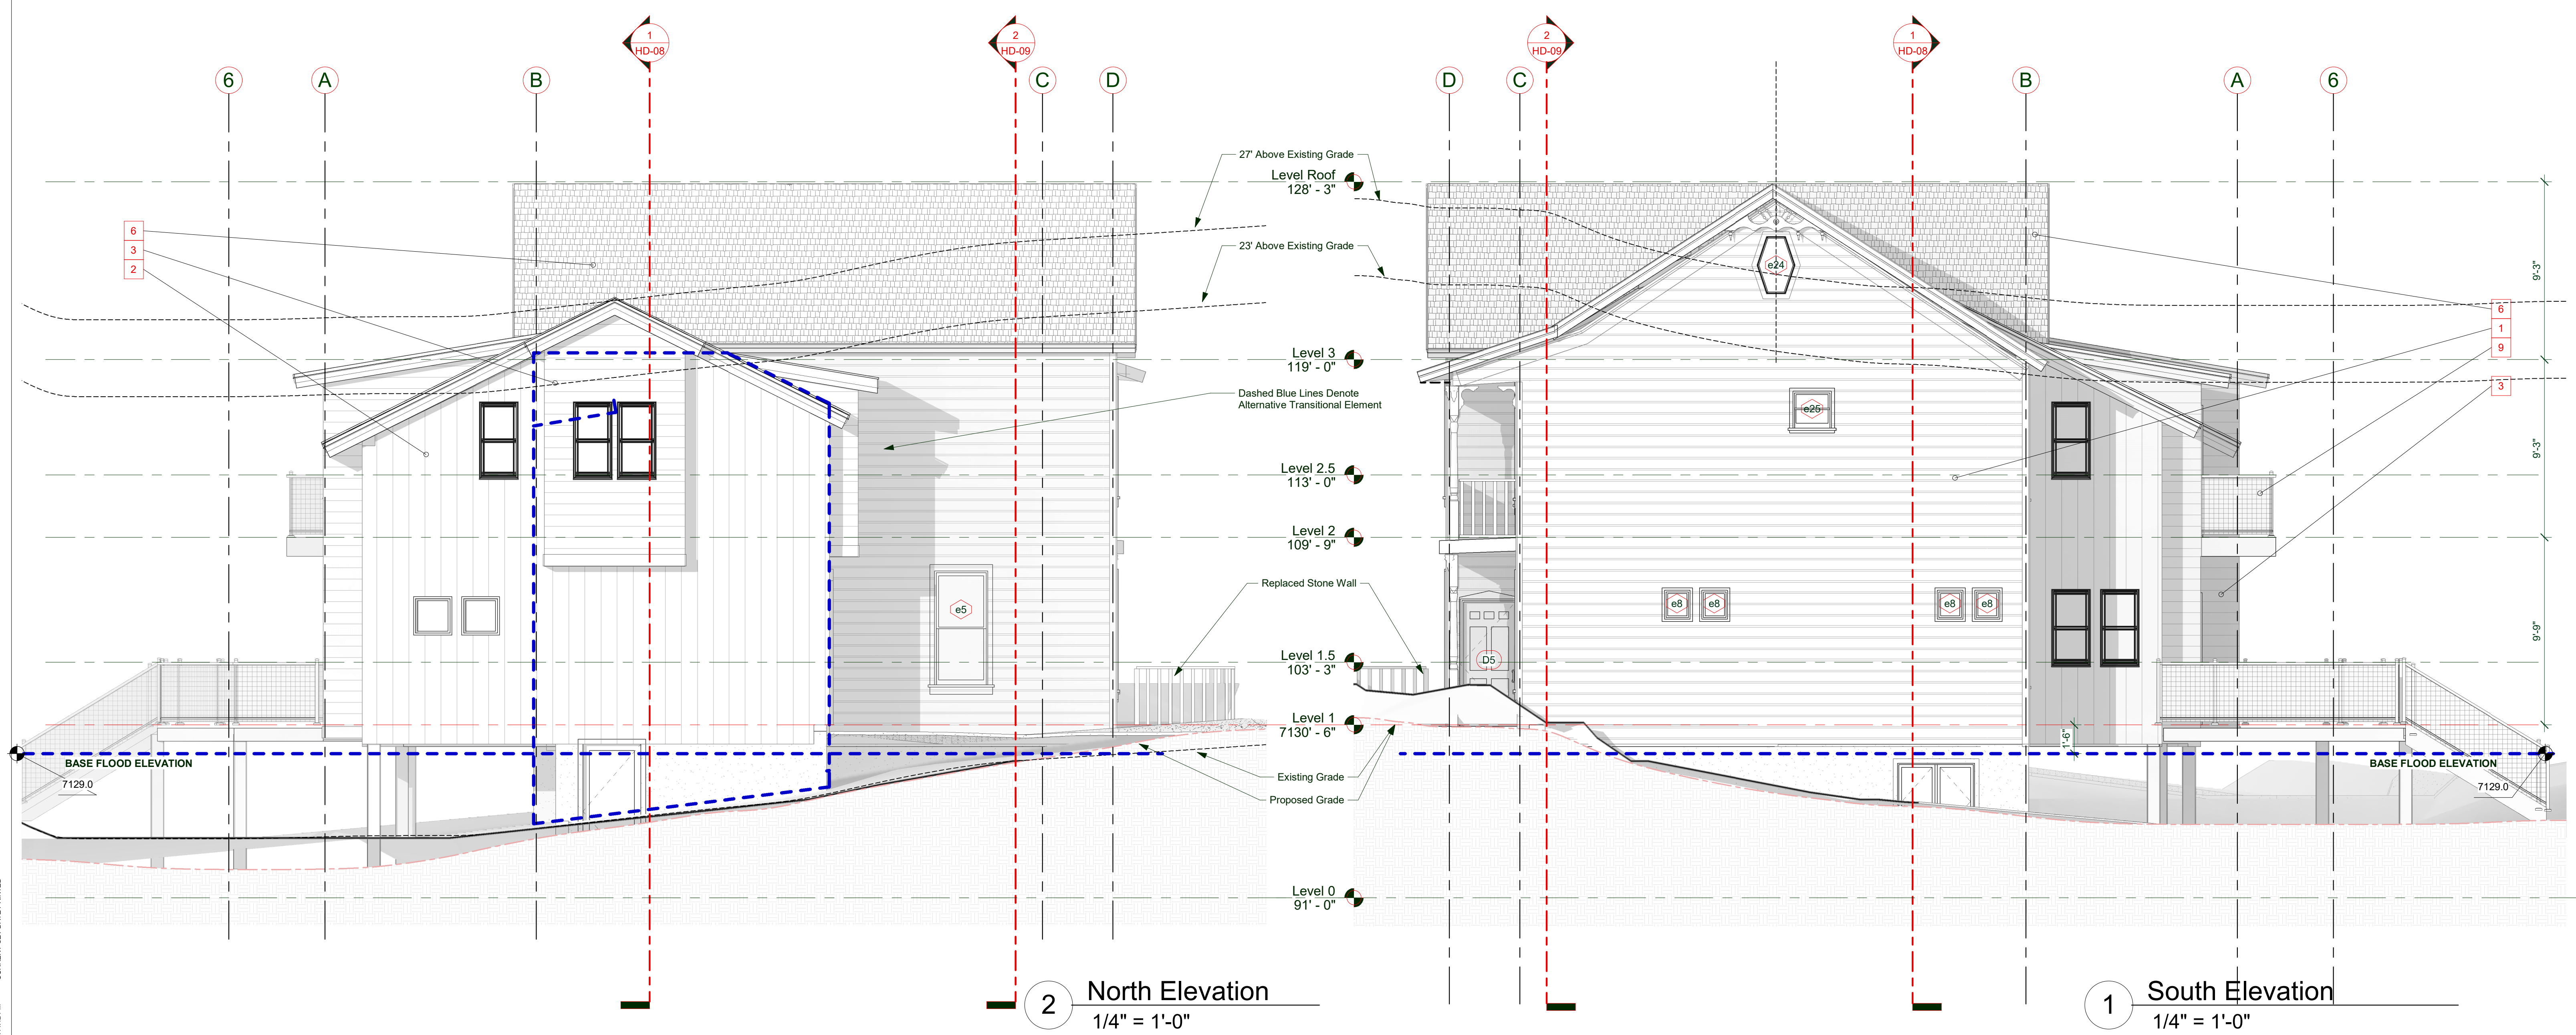 1
HD-08
2
HD-09
2
HD-09
1
HD-08
6
A
B
C
D
D
C
B
A
6
27' Above Existing Grade
Level Roof
128' - 3"
6
3
2
23' Above Existing Grade
e24
9'-3"
6
1
9
3
Level 3
119' - 0"
Dashed Blue Lines Denote
Alternative Transitional Element
e25
Level 2.5
113' - 0"
9'-3"
Level 2
109' - 9"
Replaced Stone Wall
e5
e8
e8
e8
e8
9'-9"
Level 1.5
103' - 3"
D5
Level 1
7130' - 6"
1'-6"
BASE FLOOD ELEVATION
7129.0
BASE FLOOD ELEVATION
7129.0
Existing Grade
Proposed Grade
Level 0
91' - 0"
2
North Elevation
1/4" = 1'-0"
1
South Elevation
1/4" = 1'-0"